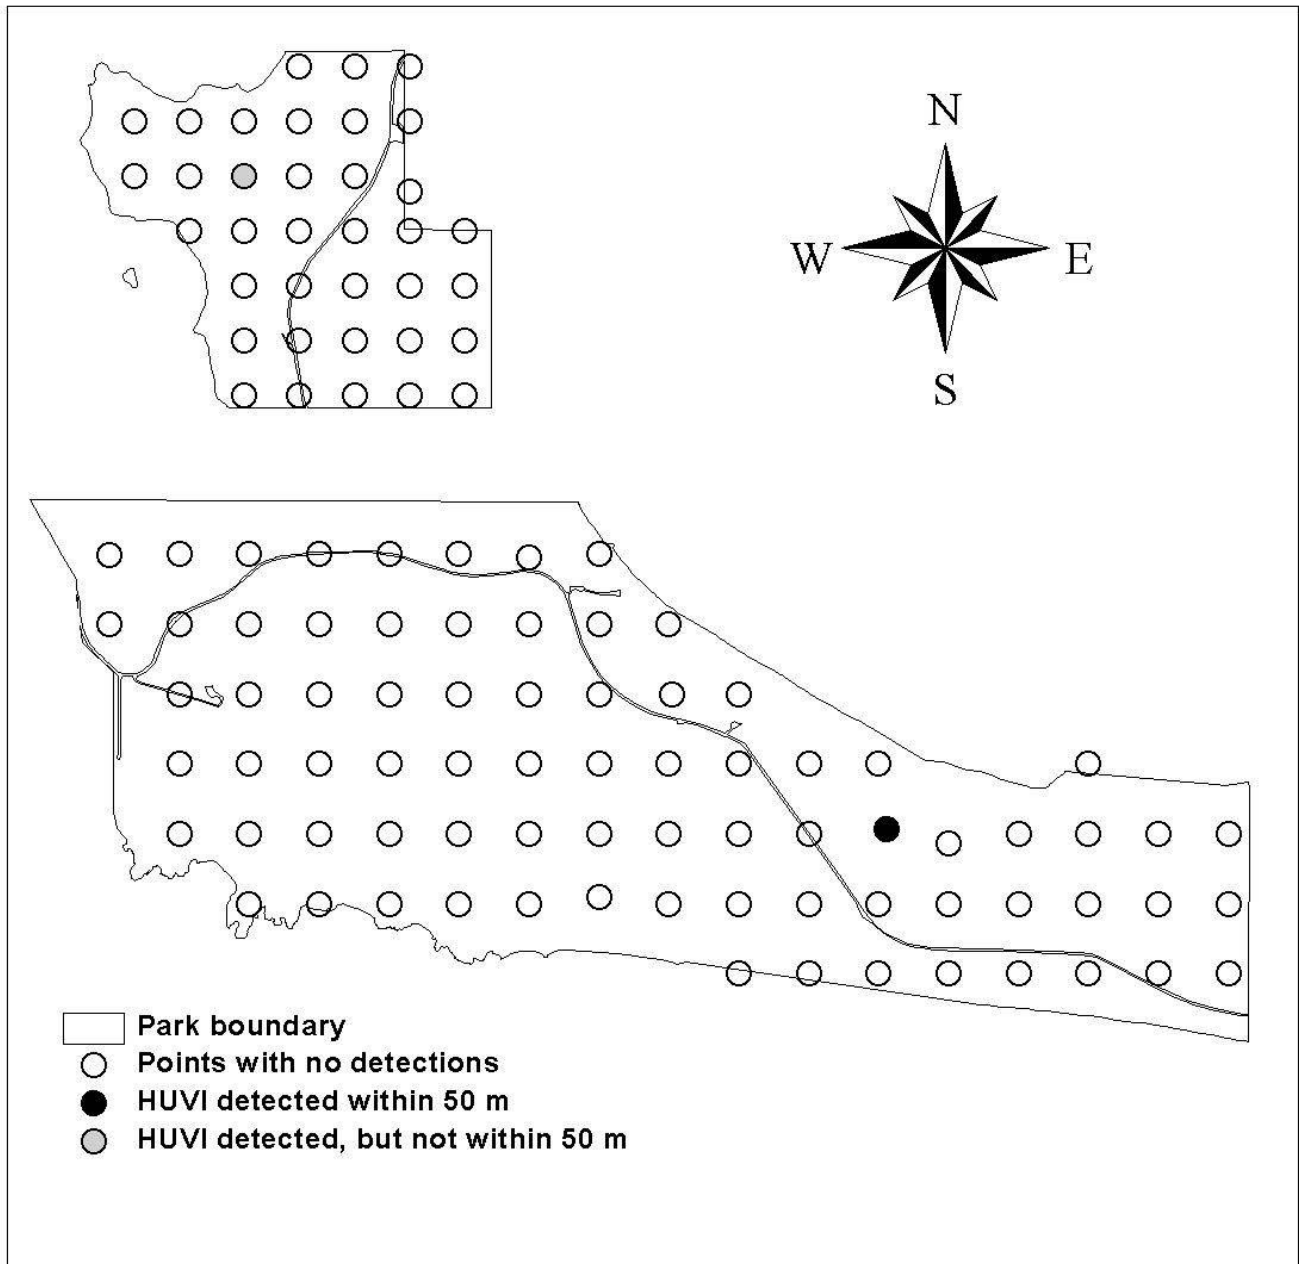 N
W
E
S
Park boundary
Points with no detections
HUVI detected within 50 m
HUVI detected, but not within 50 m